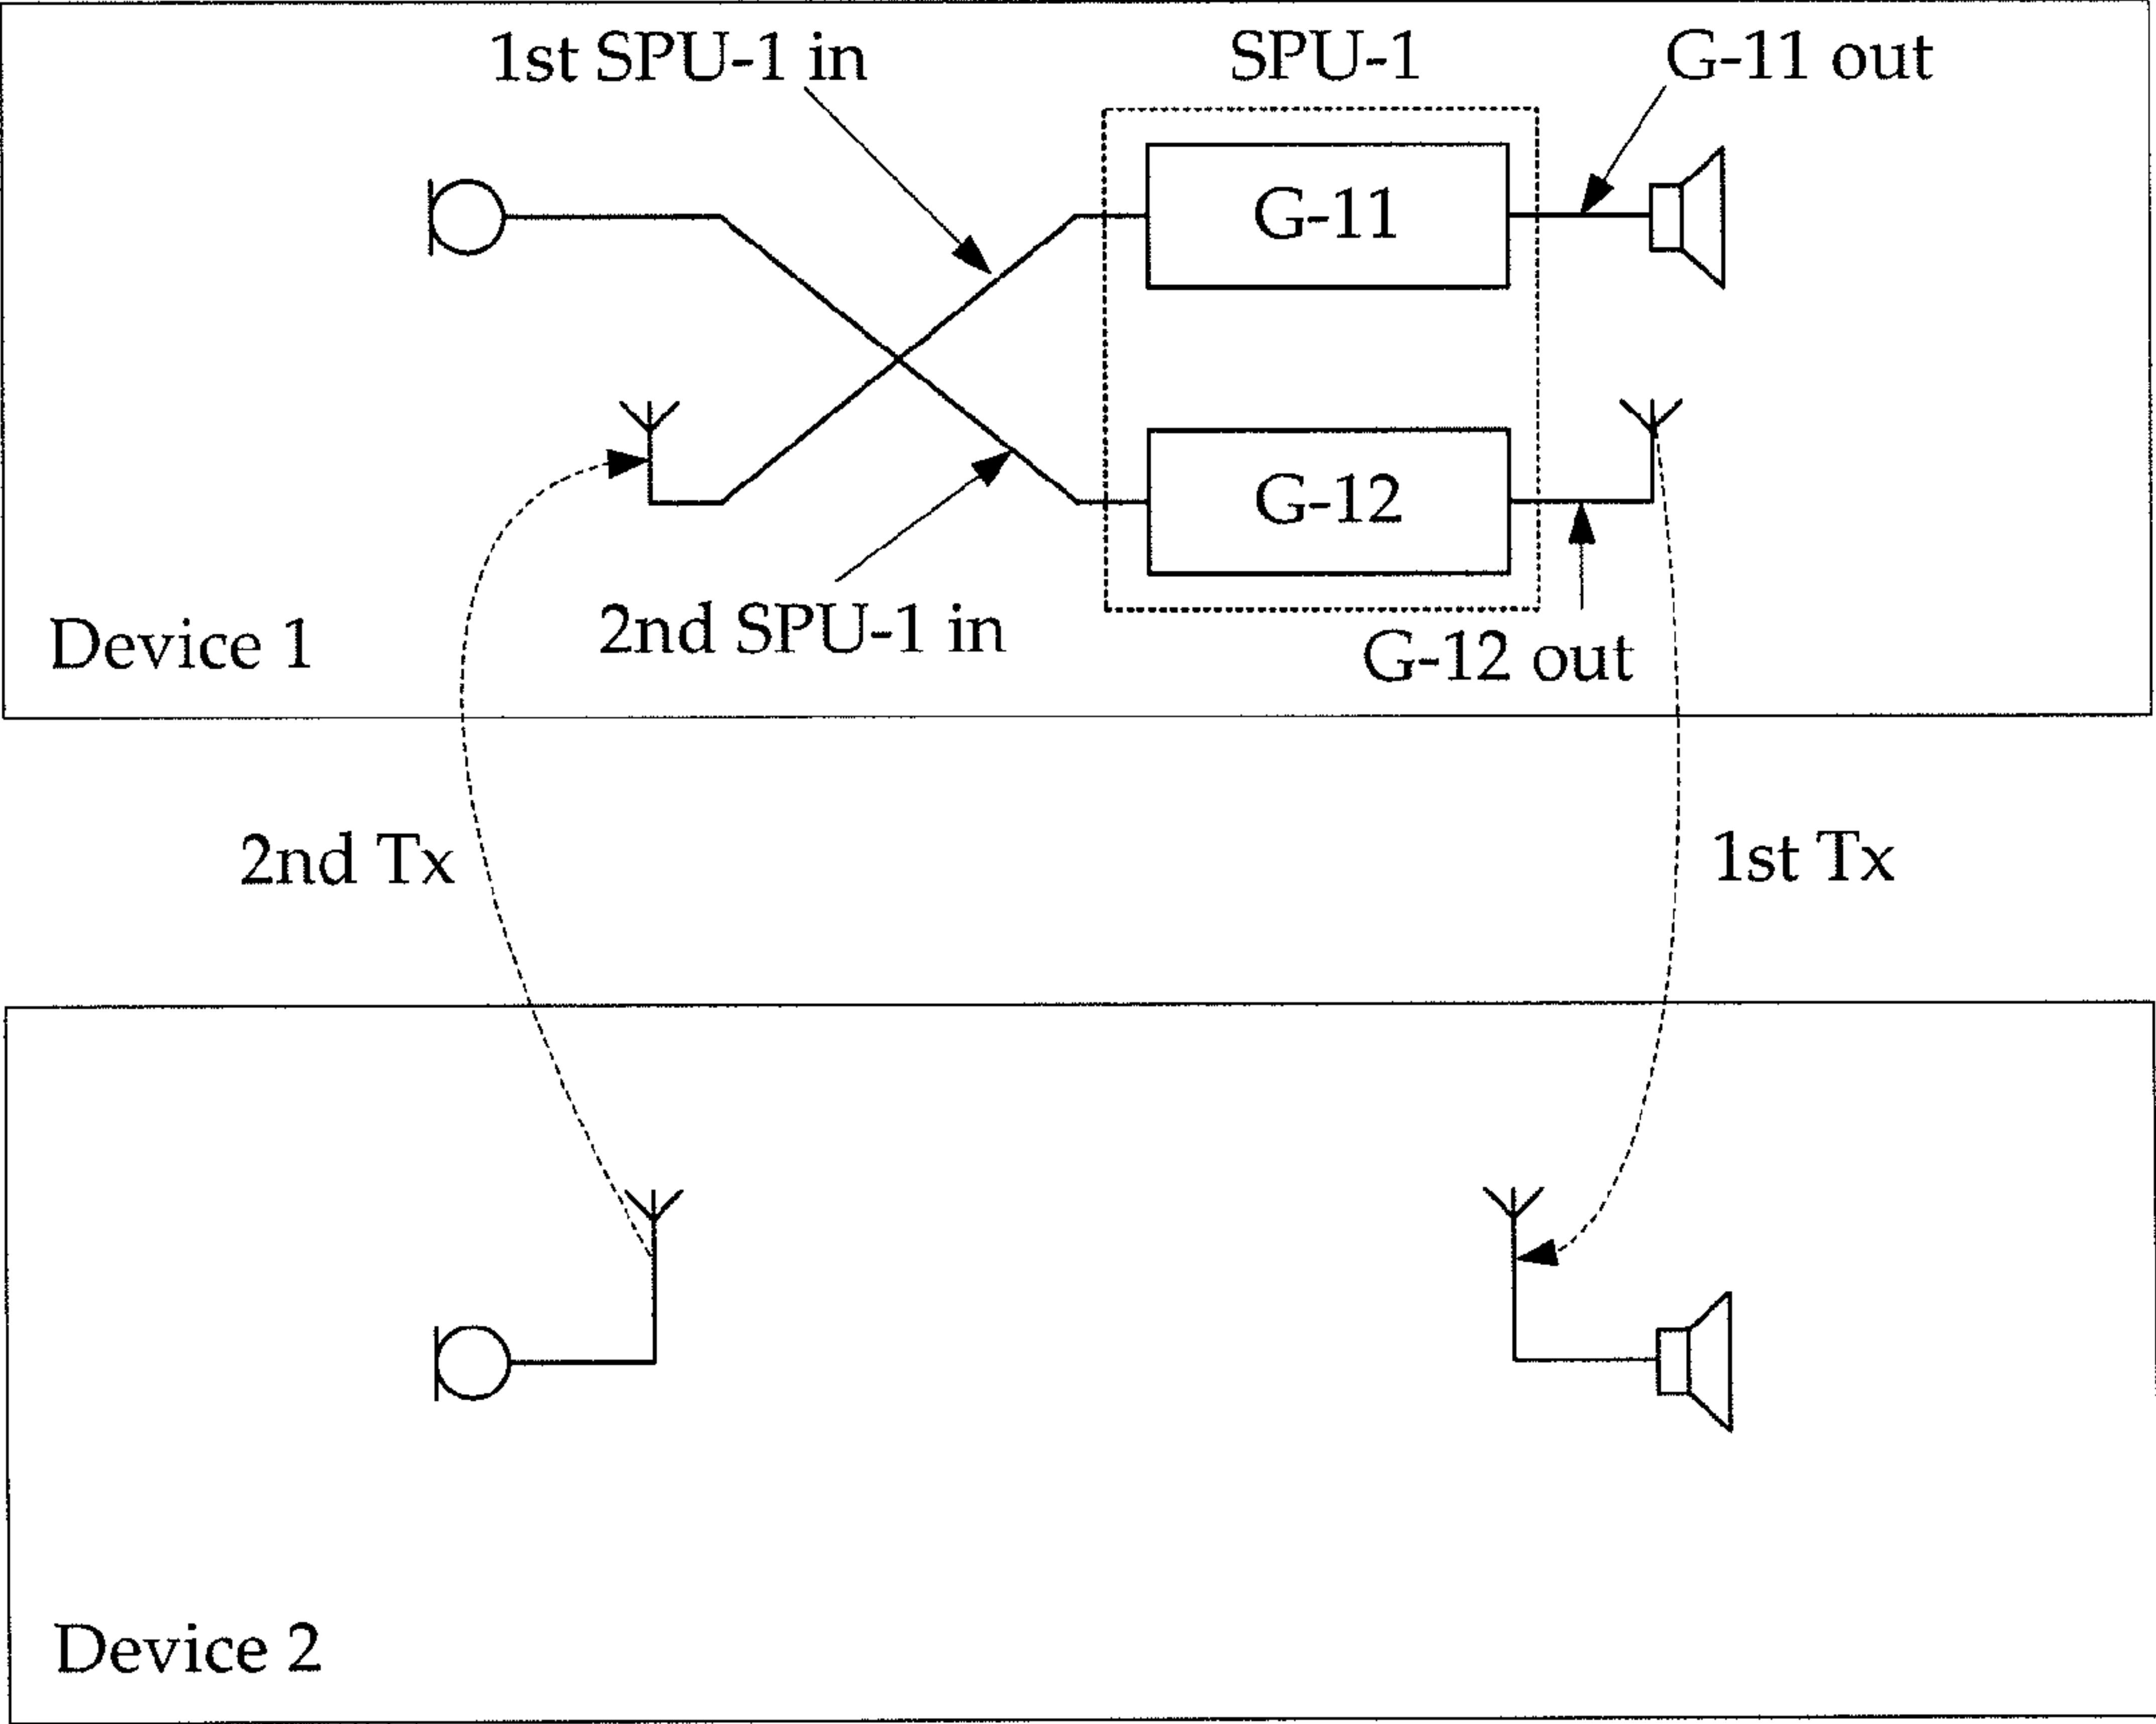 1st SPU-1 in
SPU-1
G-11 out
G-11
G-12
Device 1
2nd SPU-1 in
G-12 out
2nd Tx
1st Tx
Device 2